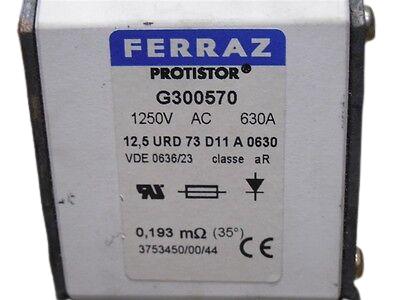 FERRAZ
PROTISTOR®
G300570
1250V AC 630A
12,5 URD 73 D11 A 0630
VDE 0636/23 classe aR
0,193 mΩ (35°)
3753450/00/44